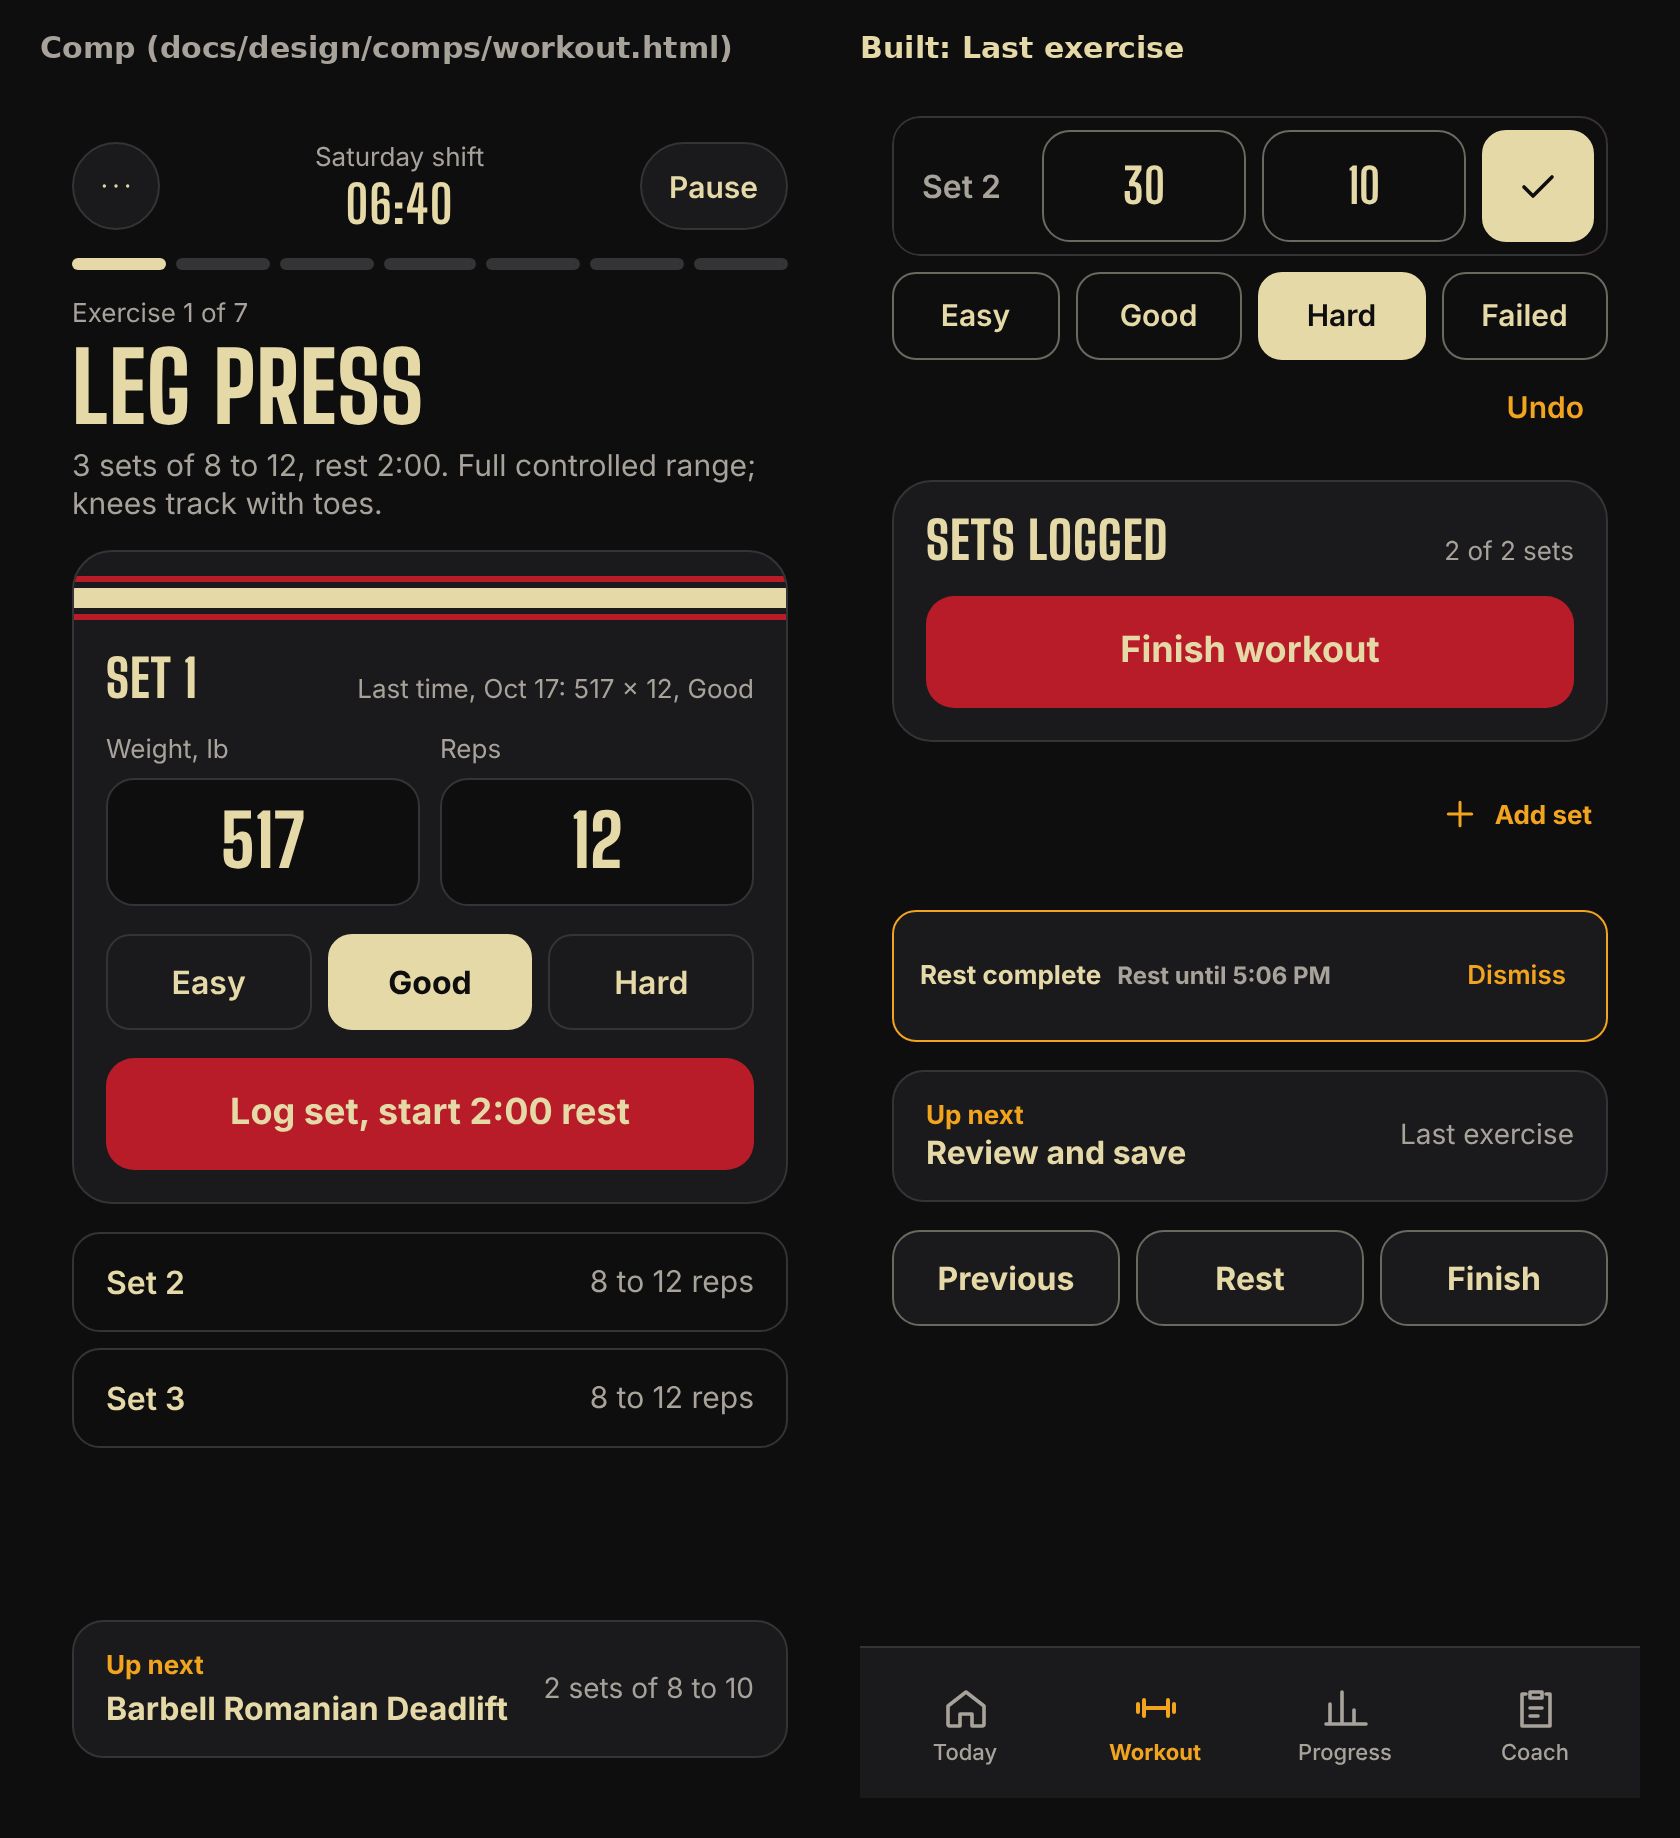 Comp (docs/design/comps/workout.html)
...
Saturday shift
06:40
Pause
Exercise 1 of 7
LEG PRESS
3 sets of 8 to 12, rest 2:00. Full controlled range;
knees track with toes.
SET 1
Last time, Oct 17: 517 × 12, Good
Weight, lb
Reps
517
12
Easy
Good
Hard
Log set, start 2:00 rest
Set 2
8 to 12 reps
Set 3
8 to 12 reps
Up next
Barbell Romanian Deadlift
2 sets of 8 to 10
Built: Last exercise
Set 2
30
10
Easy
Good
Hard
Failed
Undo
SETS LOGGED
2 of 2 sets
Finish workout
Add set
Rest complete
Rest until 5:06 PM
Dismiss
Up next
Review and save
Last exercise
Previous
Rest
Finish
Today
Workout
Progress
Coach